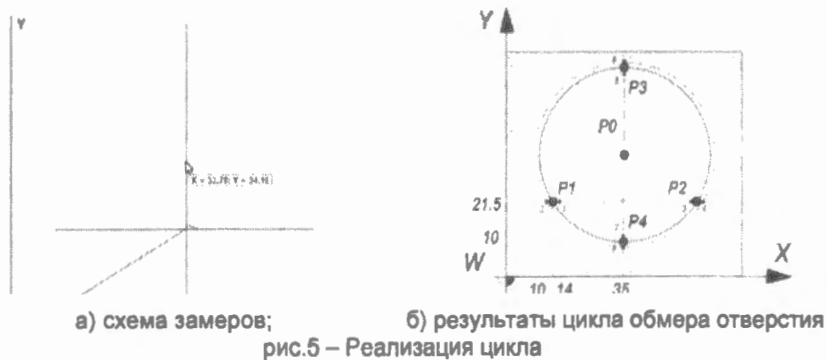 Y
Y
P3
P0
P1
P2
P4
21.5
10
W
X
10 14 35
а) схема замеров;
б) результаты цикла обмера отверстия
рис.5 – Реализация цикла